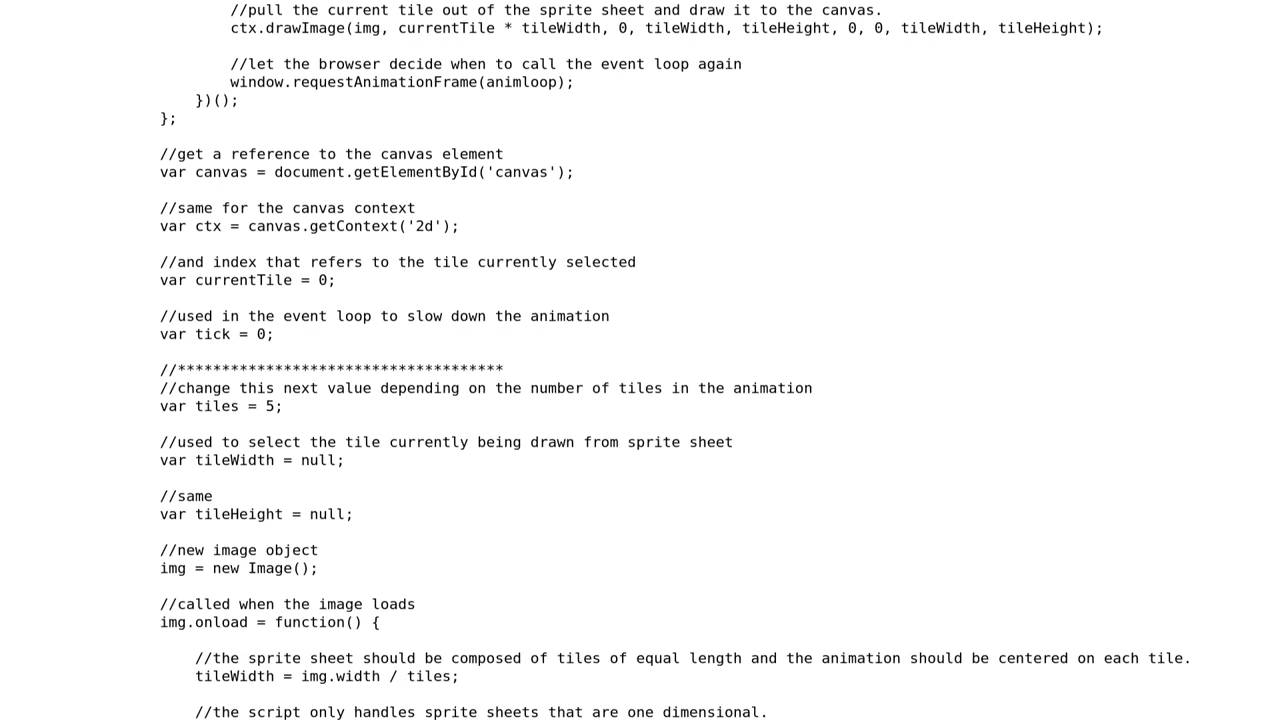 //pull the current tile out of the sprite sheet and draw it to the canvas.
ctx.drawImage(img, currentTile * tileWidth, 0, tileWidth, tileHeight, 0, 0, tileWidth, tileHeight);
//let the browser decide when to call the event loop again
window.requestAnimationFrame(animloop);
})();
};
//get a reference to the canvas element
var canvas = document.getElementById('canvas');
//same for the canvas context
var ctx = canvas.getContext('2d');
//and index that refers to the tile currently selected
var currentTile = 0;
//used in the event loop to slow down the animation
var tick = 0;
//*************************************
//change this next value depending on the number of tiles in the animation
var tiles = 5;
//used to select the tile currently being drawn from sprite sheet
var tileWidth = null;
//same
var tileHeight = null;
//new image object
img = new Image();
//called when the image loads
img.onload = function() {
//the sprite sheet should be composed of tiles of equal length and the animation should be centered on each tile.
tileWidth = img.width / tiles;
//the script only handles sprite sheets that are one dimensional.